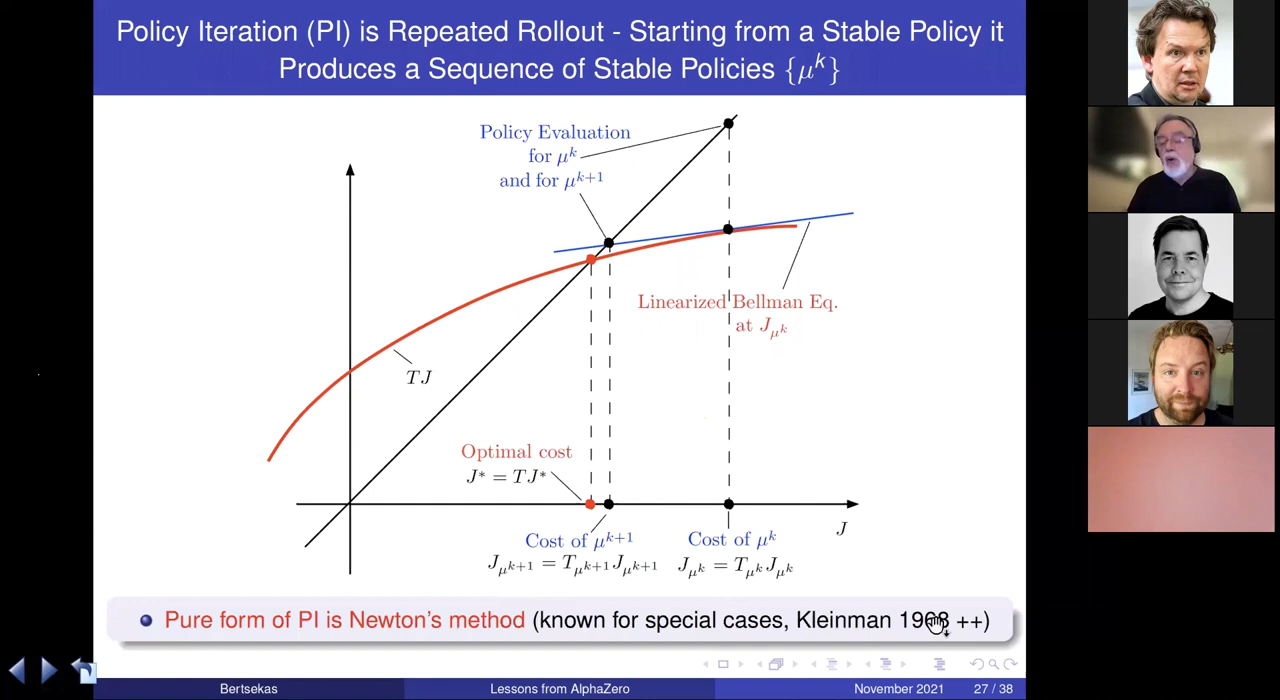 Policy Iteration (PI) is Repeated Rollout - Starting from a Stable Policy it
Produces a Sequence of Stable Policies {μ^k}
Policy Evaluation
for μ^k
and for μ^{k+1}
Linearized Bellman Eq.
at J_{μ^k}
TJ
Optimal cost
J* = TJ*
J
Cost of μ^{k+1}
J_{μ^{k+1}} = T_{μ^{k+1}} J_{μ^{k+1}}
Cost of μ^k
J_{μ^k} = T_{μ^k} J_{μ^k}
Pure form of PI is Newton's method (known for special cases, Kleinman 1968 ++)
Bertsekas
Lessons from AlphaZero
November 2021
27 / 38